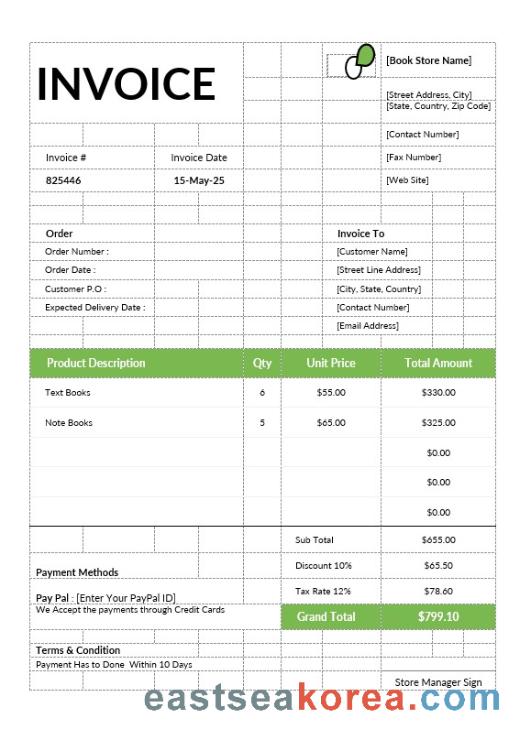 INVOICE
[Book Store Name]
[Street Address, City]
[State, Country, Zip Code]
[Contact Number]
Invoice # Invoice Date [Fax Number]
825446 15-May-25 [Web Site]
Order Invoice To
Order Number : [Customer Name]
Order Date : [Street Line Address]
Customer P.O : [City, State, Country]
Expected Delivery Date : [Contact Number]
[Email Address]
Product Description Qty Unit Price Total Amount
Text Books 6 $55.00 $330.00
Note Books 5 $65.00 $325.00
$0.00
$0.00
$0.00
Sub Total $655.00
Discount 10% $65.50
Payment Methods
Tax Rate 12% $78.60
Pay Pal : [Enter Your PayPal ID]
We Accept the payments through Credit Cards
Grand Total $799.10
Terms & Condition
Payment Has to Done Within 10 Days
Store Manager Sign
eastseakorea.com